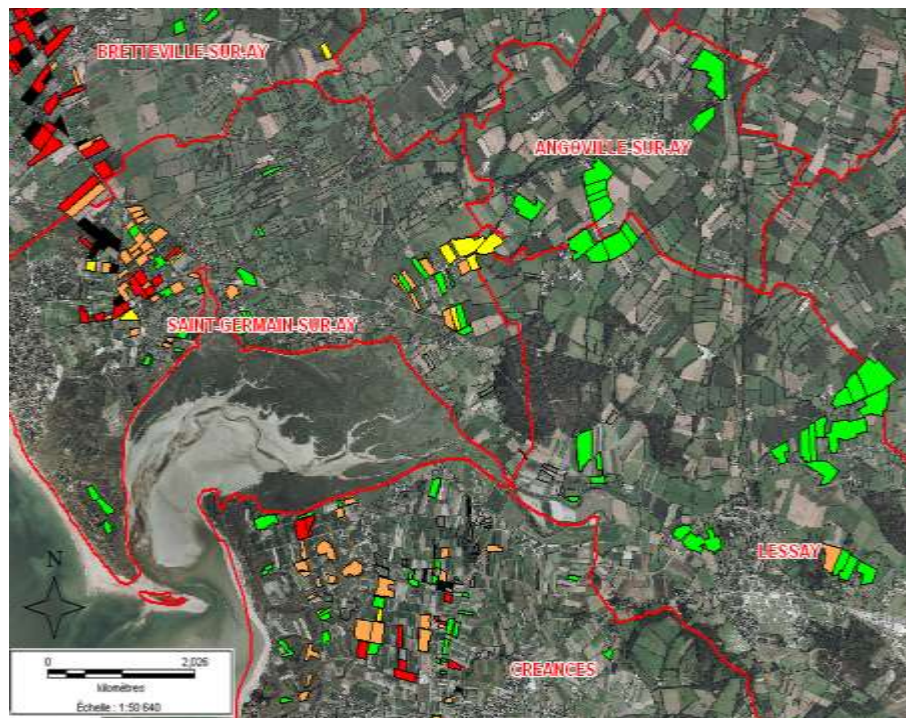 BRETTEVILLE-SUR-AY
ANGOVILLE-SUR-AY
SAINT-GERMAIN-SUR-AY
LESSAY
CREANCES
N
0 2,026
kilomètres
Échelle : 1:50 640